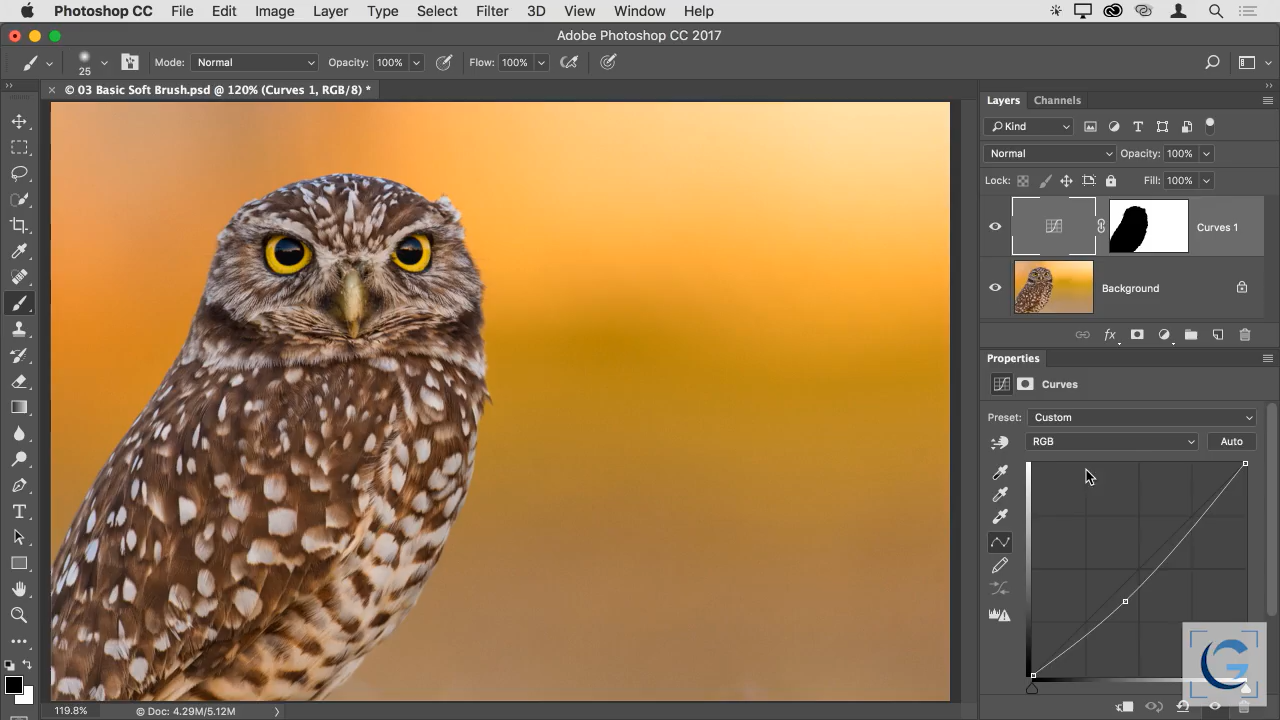 Photoshop CC File Edit Image Layer Type Select Filter 3D View Window Help
Adobe Photoshop CC 2017
25 Mode: Normal Opacity: 100% Flow: 100%
× © 03 Basic Soft Brush.psd @ 120% (Curves 1, RGB/8) *
Layers Channels
Kind
Normal Opacity: 100%
Lock: Fill: 100%
Curves 1
Background
fx
Properties
Curves
Preset: Custom
RGB Auto
119.8% © Doc: 4.29M/5.12M
G